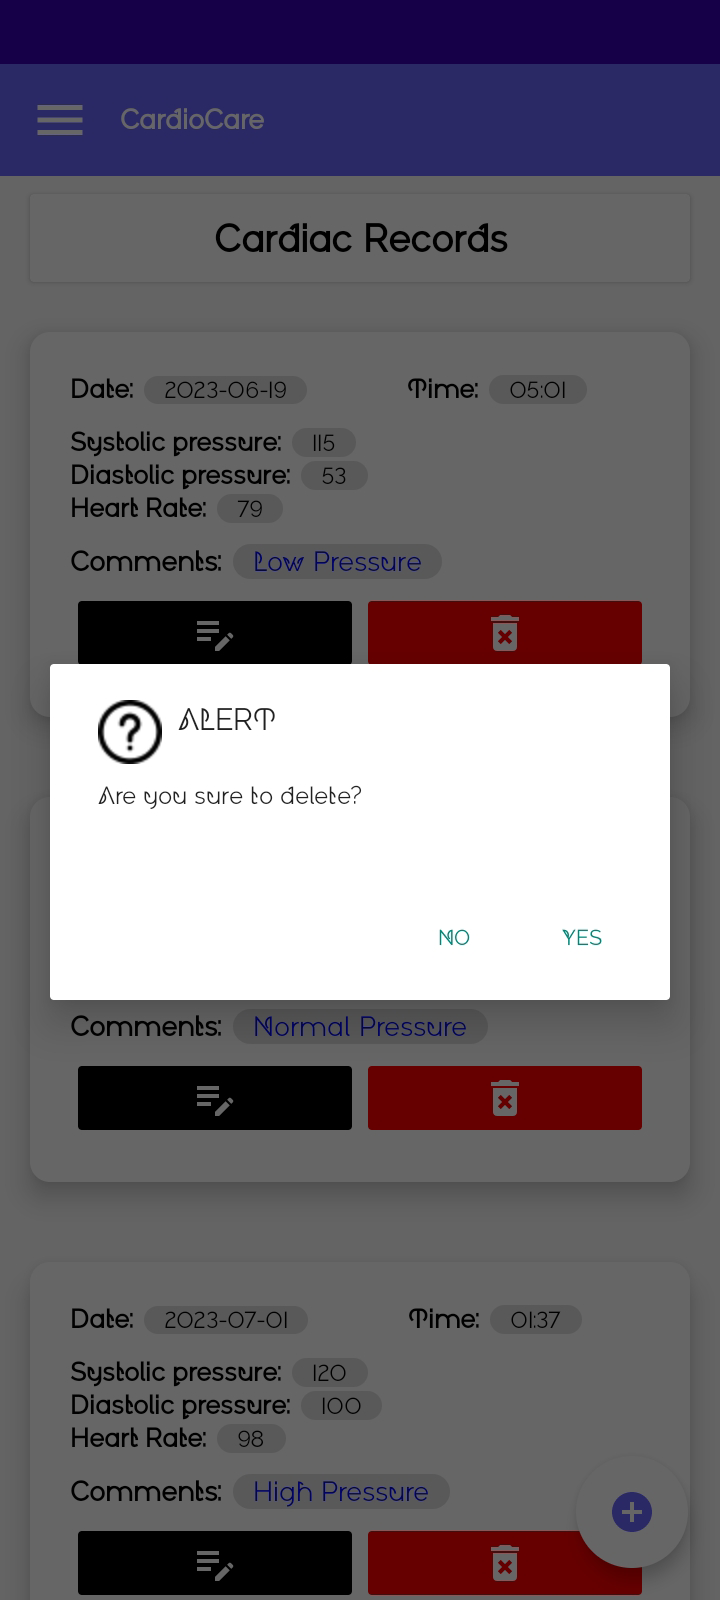 CardioCare
Cardiac Records
Date: 2023-06-19 Time: 05:01
Systolic pressure: 115
Diastolic pressure: 53
Heart Rate: 79
Comments: Low Pressure
ALERT
Are you sure to delete?
NO YES
Comments: Normal Pressure
Date: 2023-07-01 Time: 01:37
Systolic pressure: 120
Diastolic pressure: 100
Heart Rate: 98
Comments: High Pressure